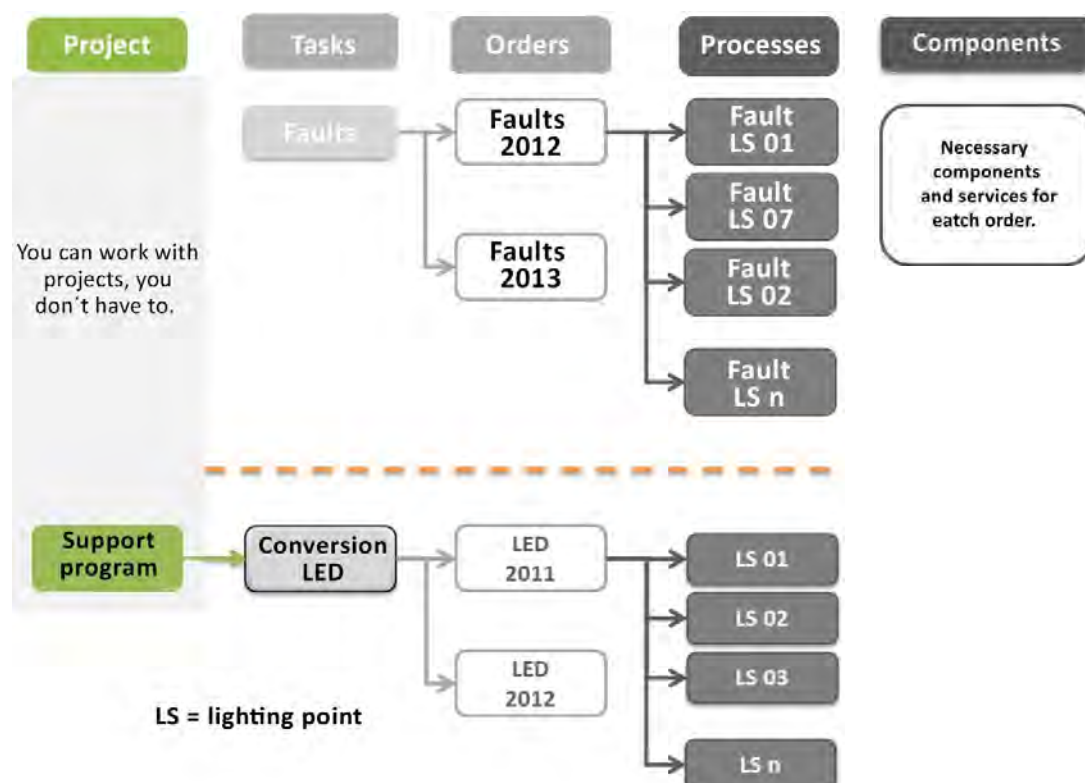 Project
Tasks
Orders
Processes
Components
Faults
Faults
2012
Fault
LS 01
Necessary
components
and services for
eatch order.
Fault
LS 07
You can work with
projects, you
don´t have to.
Faults
2013
Fault
LS 02
Fault
LS n
Support
program
Conversion
LED
LED
2011
LS 01
LS 02
LED
2012
LS 03
LS = lighting point
LS n